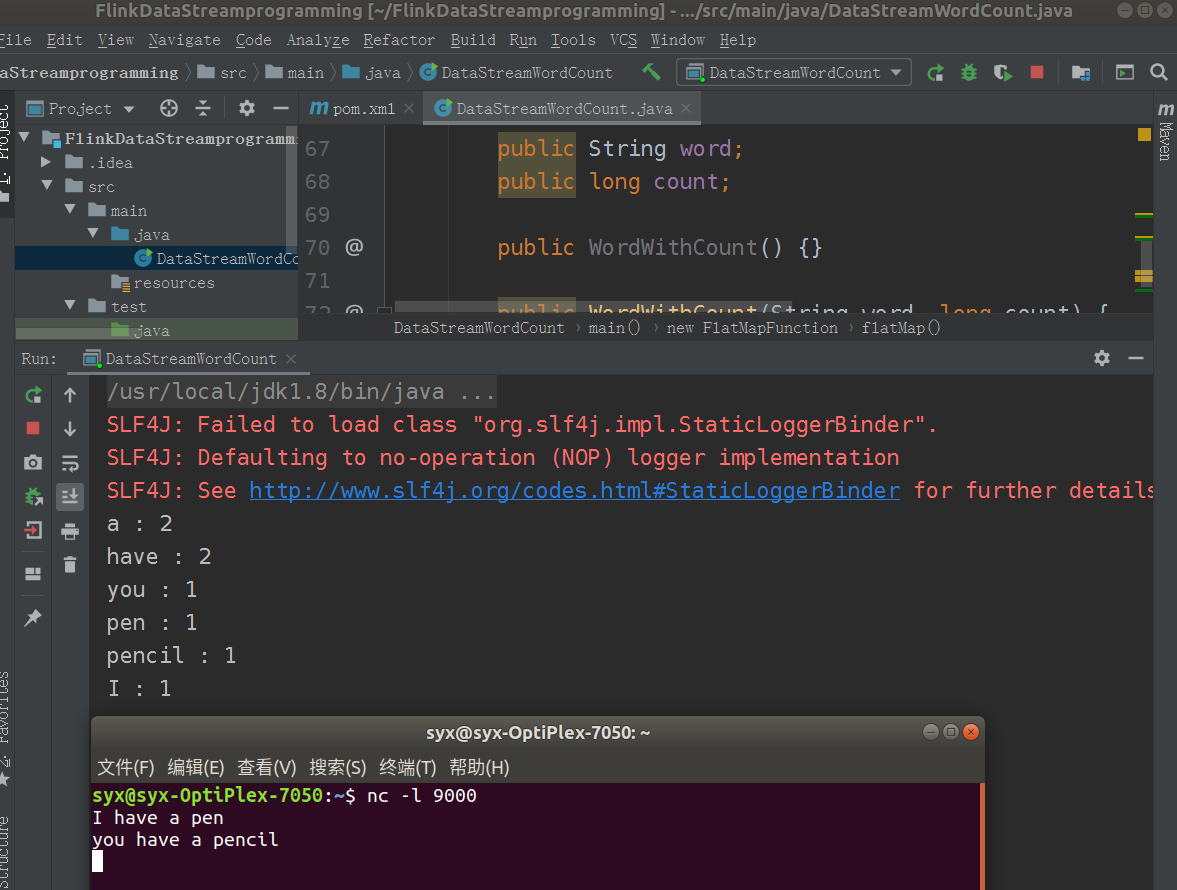 FlinkDataStreamprogramming [~/FlinkDataStreamprogramming] - .../src/main/java/DataStreamWordCount.java
File Edit View Navigate Code Analyze Refactor Build Run Tools VCS Window Help
aStreamprogramming src main java DataStreamWordCount DataStreamWordCount
1: Project
Project
pom.xml
DataStreamWordCount.java
Maven
FlinkDataStreamprogrammi
.idea
src
main
java
DataStreamWordCo
resources
test
java
67 public String word;
68 public long count;
69
70 @ public WordWithCount() {}
71
72 @ public WordWithCount(String word, long count) {
DataStreamWordCount › main() › new FlatMapFunction › flatMap()
Run: DataStreamWordCount
/usr/local/jdk1.8/bin/java ...
SLF4J: Failed to load class "org.slf4j.impl.StaticLoggerBinder".
SLF4J: Defaulting to no-operation (NOP) logger implementation
SLF4J: See http://www.slf4j.org/codes.html#StaticLoggerBinder for further details
a : 2
have : 2
you : 1
pen : 1
pencil : 1
I : 1
2: Favorites
Structure
syx@syx-OptiPlex-7050: ~
文件(F) 编辑(E) 查看(V) 搜索(S) 终端(T) 帮助(H)
syx@syx-OptiPlex-7050:~$ nc -l 9000
I have a pen
you have a pencil